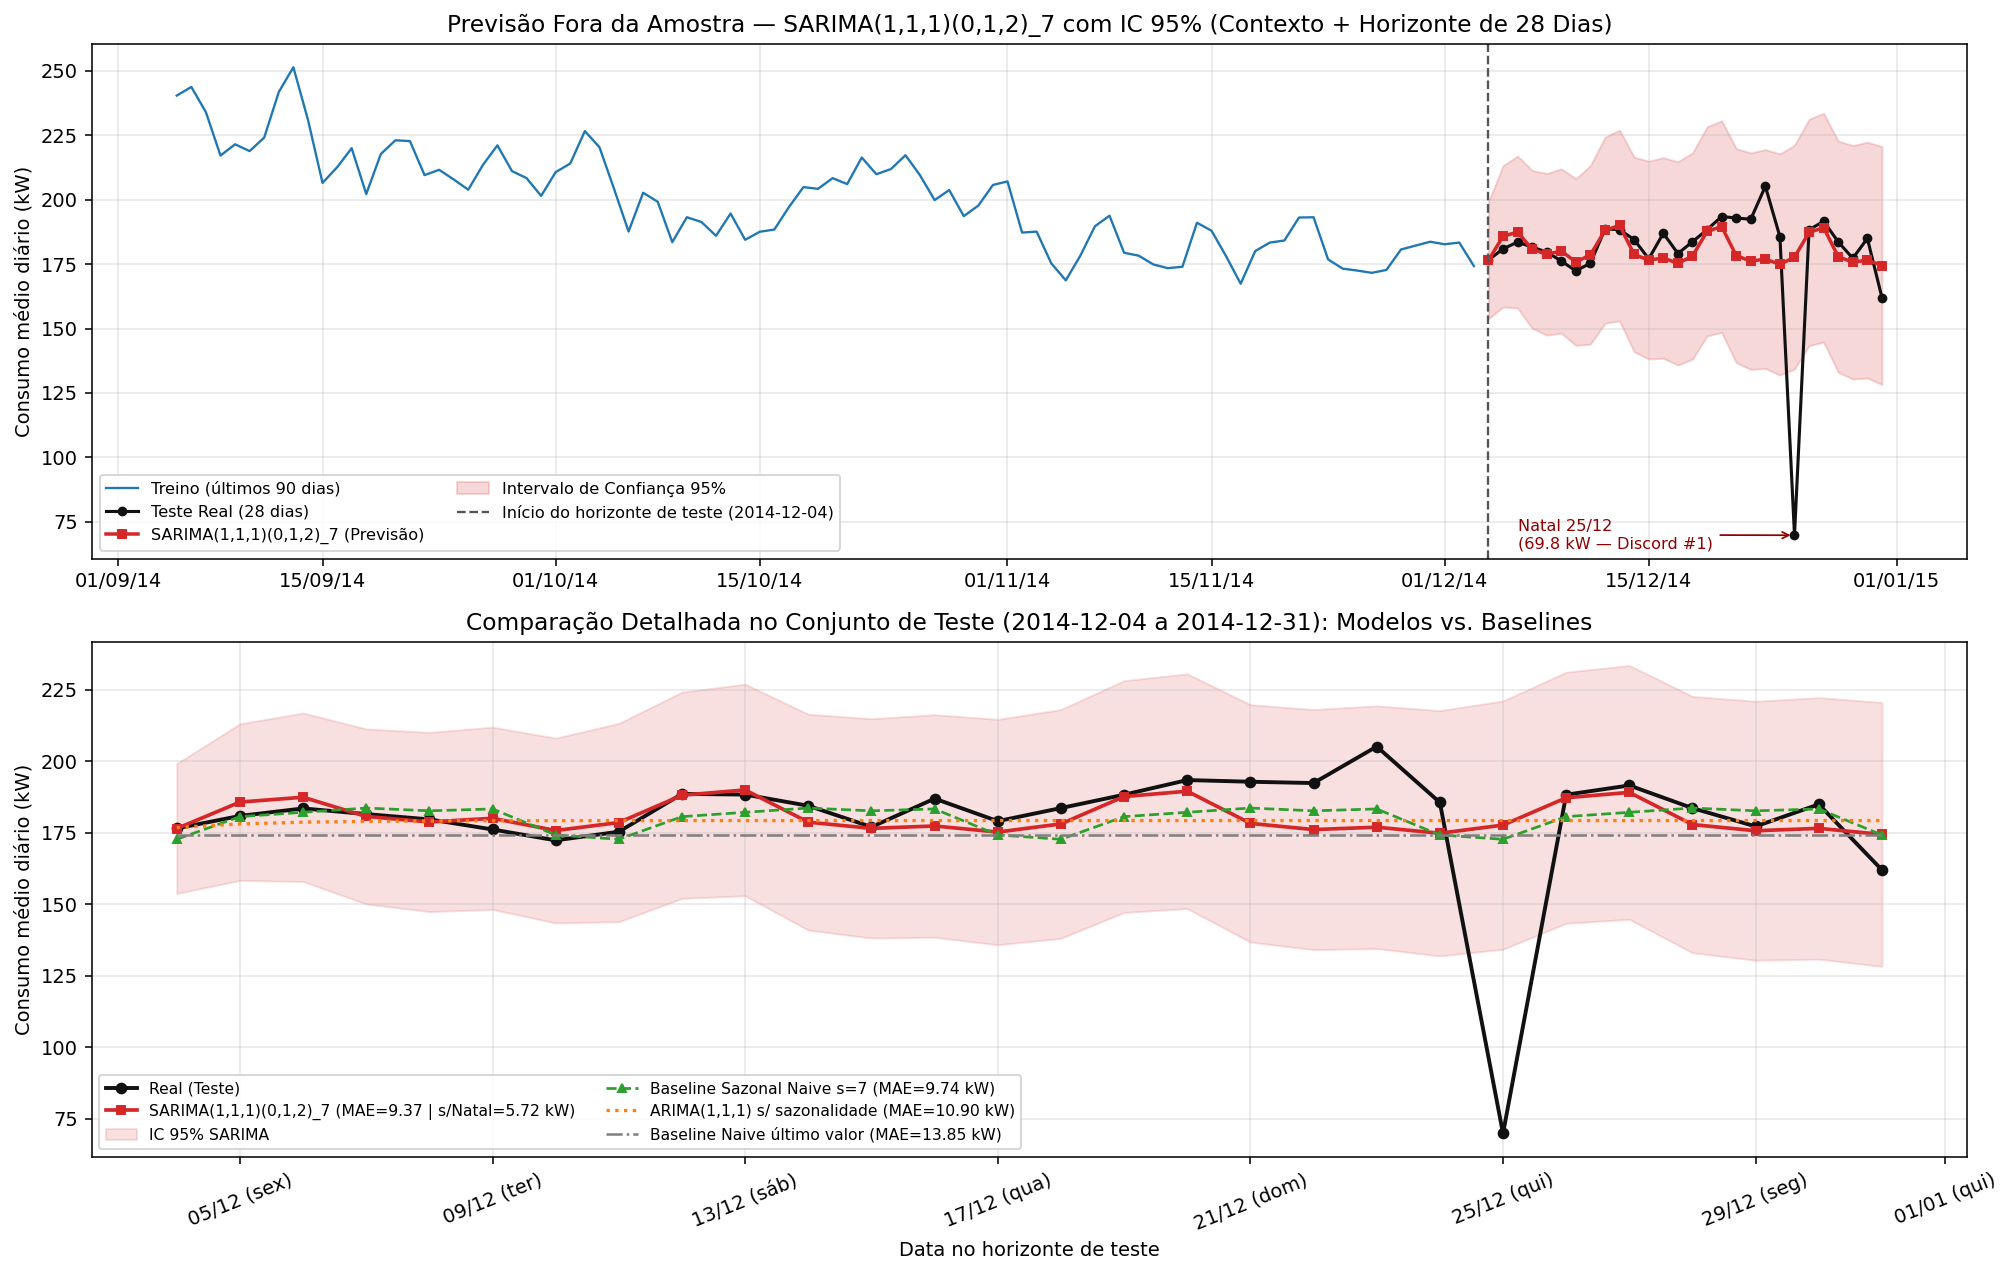 Previsão Fora da Amostra — SARIMA(1,1,1)(0,1,2)_7 com IC 95% (Contexto + Horizonte de 28 Dias)
Consumo médio diário (kW)
250
225
200
175
150
125
100
75
Treino (últimos 90 dias)
Teste Real (28 dias)
SARIMA(1,1,1)(0,1,2)_7 (Previsão)
Intervalo de Confiança 95%
Início do horizonte de teste (2014-12-04)
Natal 25/12
(69.8 kW — Discord #1)
01/09/14
15/09/14
01/10/14
15/10/14
01/11/14
15/11/14
01/12/14
15/12/14
01/01/15
Comparação Detalhada no Conjunto de Teste (2014-12-04 a 2014-12-31): Modelos vs. Baselines
Consumo médio diário (kW)
225
200
175
150
125
100
75
Real (Teste)
SARIMA(1,1,1)(0,1,2)_7 (MAE=9.37 | s/Natal=5.72 kW)
IC 95% SARIMA
Baseline Sazonal Naive s=7 (MAE=9.74 kW)
ARIMA(1,1,1) s/ sazonalidade (MAE=10.90 kW)
Baseline Naive último valor (MAE=13.85 kW)
05/12 (sex)
09/12 (ter)
13/12 (sáb)
17/12 (qua)
21/12 (dom)
25/12 (qui)
29/12 (seg)
01/01 (qui)
Data no horizonte de teste